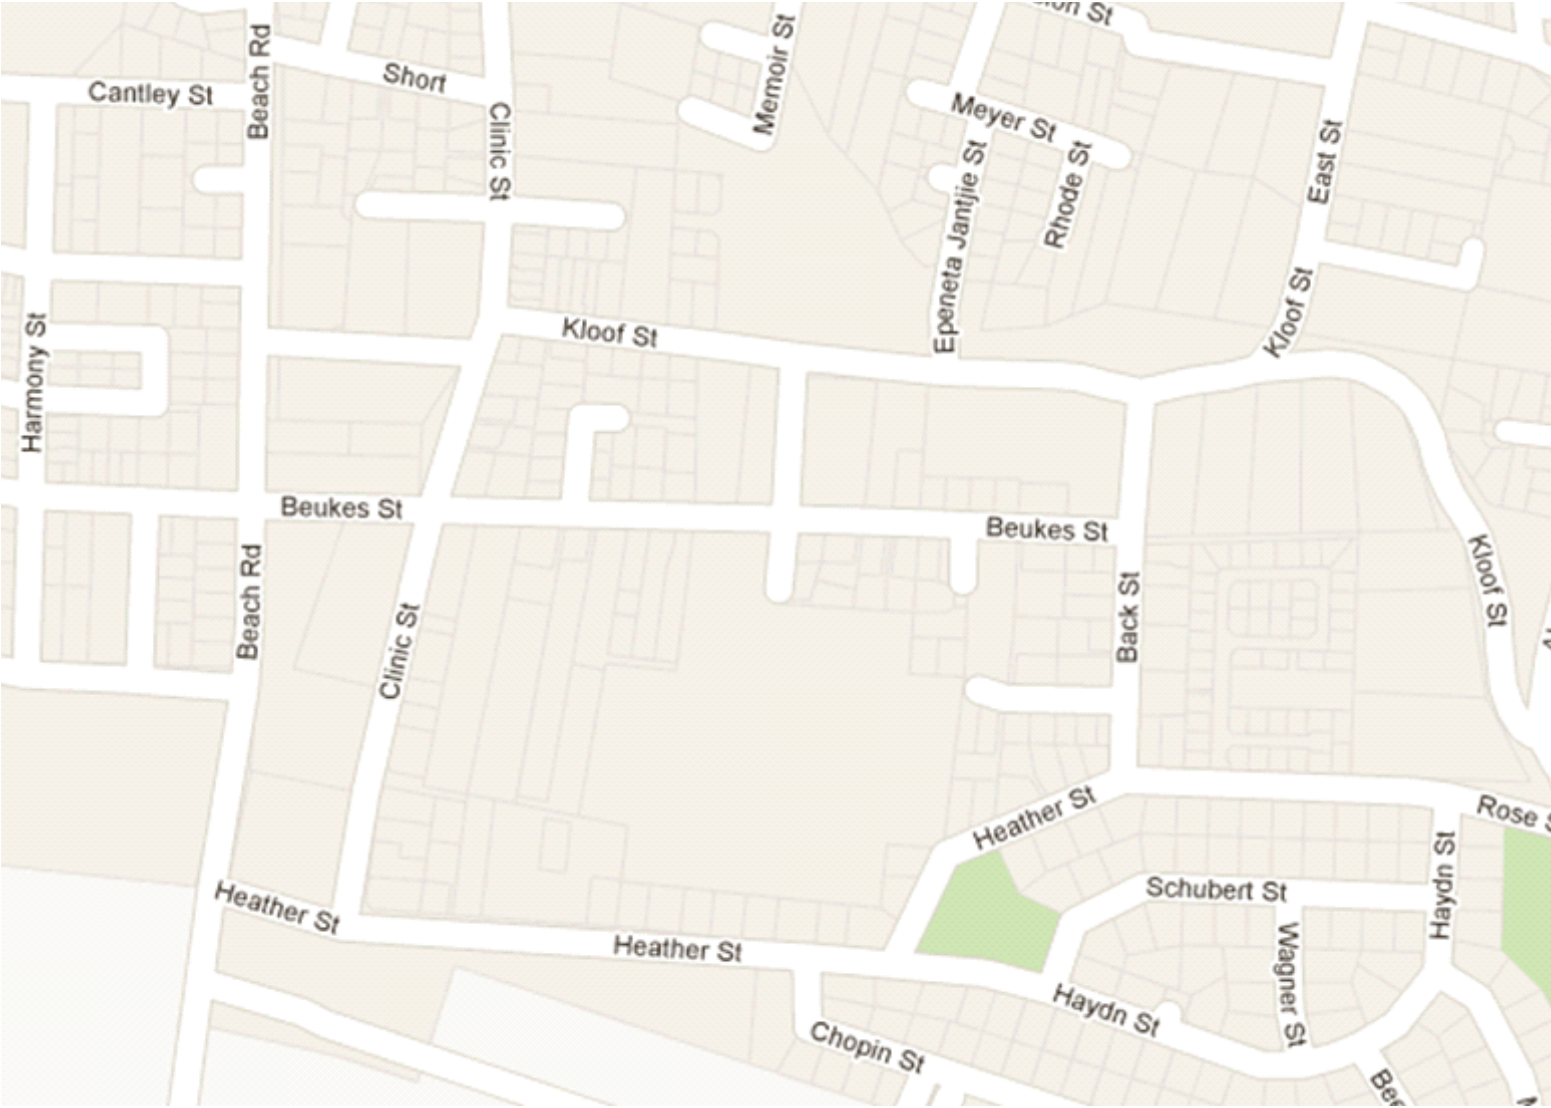 Beach Rd
Memoir St
Cantley St
Short
Clinic St
Meyer St
East St
Epeneta Jantjie St
Rhode St
Harmony St
Kloof St
Kloof St
Beukes St
Beukes St
Beach Rd
Clinic St
Back St
Kloof St
Heather St
Rose
Schubert St
Haydn St
Heather St
Heather St
Wagner St
Haydn St
Chopin St